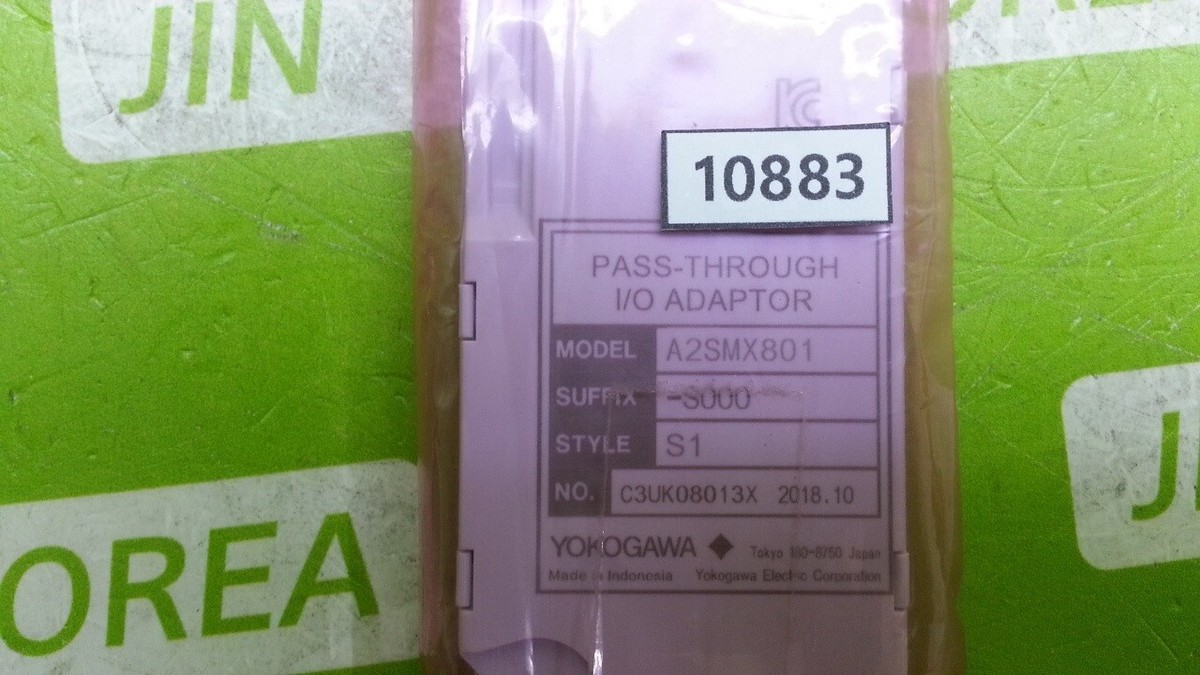 JIN
KOREA
10883
PASS-THROUGH
I/O ADAPTOR
MODEL A2SMX801
SUFFIX -S000
STYLE S1
NO. C3UK08013X 2018.10
YOKOGAWA Tokyo 180-8750 Japan
Made in Indonesia Yokogawa Electric Corporation
OREA
JI